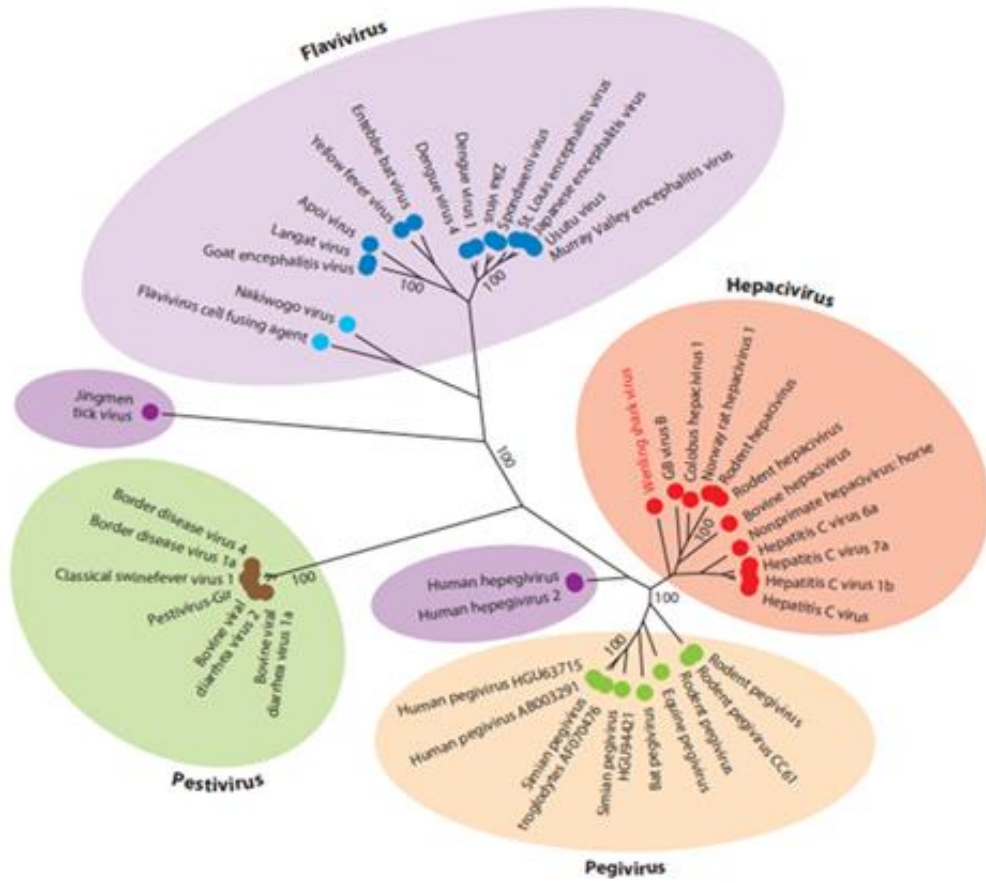 Flavivirus
Entebbe bat virus
Yellow fever virus
Dengue virus 4
Dengue virus 1
Zika virus
Spondweni vitus
St. Louis encephalitis virus
Japanese encephalitis virus
Usutu virus
Murray Valley encephalitis virus
Apoi virus
Langat virus
Goat encephalitis virus
Nakiwogo virus
Flavivirus cell fusing agent
100
100
Jingmen
tick virus
100
Hepacivirus
Wenling shark virus
GB virus B
Colobus hepacivirus 1
Norway rat hepacivirus 1
Rodent hepacivirus
Rodent hepacivirus
Bovine hepacivirus
Nonprimate hepacivirus: horse
Hepatitis C virus 6a
Hepatitis C virus 7a
Hepatitis C virus 1b
Hepatitis C virus
100
Border disease virus 4
Border disease virus 1a
Classical swinefever virus 1
Pestivirus-Gir
Bovine viral
diarrhea virus 2
Bovine viral
diarrhea virus 1a
100
Pestivirus
Human hepegivirus
Human hepegivirus 2
100
100
Human pegivirus HGU63715
Human pegivirus AB003291
Simian pegivirus
troglodytes AF070476
Simian pegivirus
HGU94421
Bat pegivirus
Equine pegivirus
Rodent pegivirus
Rodent pegivirus CC61
Rodent pegivirus
Pegivirus